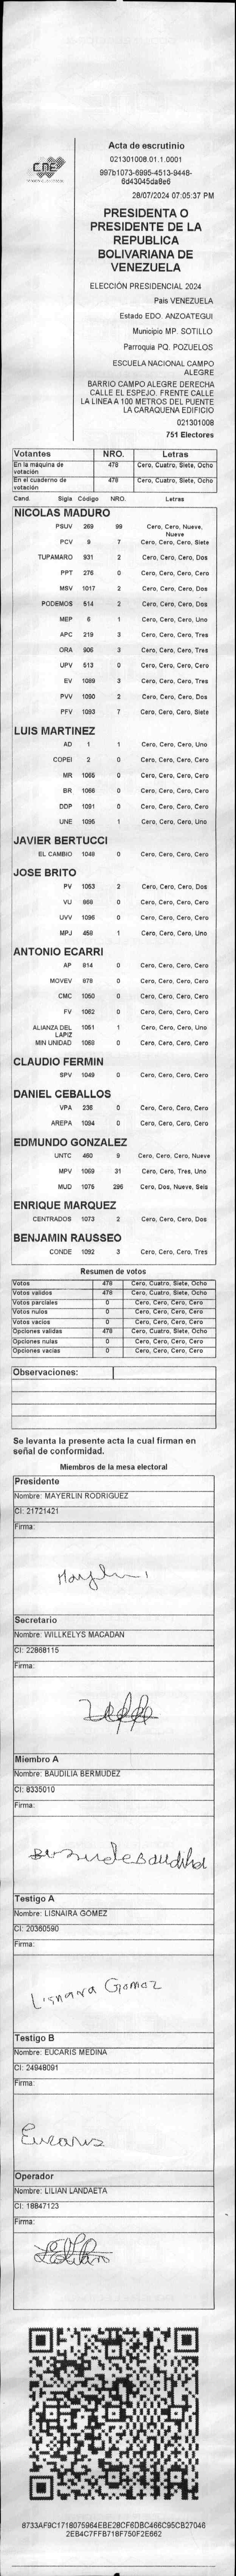 CNE
Acta de escrutinio
021301008.01.1.0001
997b1073-6995-4513-9448-
6d43045da8e6
28/07/2024 07:05:37 PM
PRESIDENTA O
PRESIDENTE DE LA
REPUBLICA
BOLIVARIANA DE
VENEZUELA
ELECCIÓN PRESIDENCIAL 2024
País VENEZUELA
Estado EDO. ANZOATEGUI
Municipio MP. SOTILLO
Parroquia PQ. POZUELOS
ESCUELA NACIONAL CAMPO
ALEGRE
BARRIO CAMPO ALEGRE DERECHA
CALLE EL ESPEJO. FRENTE CALLE
LA LINEA A 100 METROS DEL PUENTE
LA CARAQUENA EDIFICIO
021301008
751 Electores
Votantes NRO. Letras
En la máquina de votación 478 Cero, Cuatro, Siete, Ocho
En el cuaderno de votación 478 Cero, Cuatro, Siete, Ocho
Cand. Sigla Código NRO. Letras
NICOLAS MADURO
PSUV 269 99 Cero, Cero, Nueve, Nueve
PCV 9 7 Cero, Cero, Cero, Siete
TUPAMARO 931 2 Cero, Cero, Cero, Dos
PPT 276 0 Cero, Cero, Cero, Cero
MSV 1017 2 Cero, Cero, Cero, Dos
PODEMOS 514 2 Cero, Cero, Cero, Dos
MEP 6 1 Cero, Cero, Cero, Uno
APC 219 3 Cero, Cero, Cero, Tres
ORA 906 3 Cero, Cero, Cero, Tres
UPV 513 0 Cero, Cero, Cero, Cero
EV 1089 3 Cero, Cero, Cero, Tres
PVV 1090 2 Cero, Cero, Cero, Dos
PFV 1093 7 Cero, Cero, Cero, Siete
LUIS MARTINEZ
AD 1 1 Cero, Cero, Cero, Uno
COPEI 2 0 Cero, Cero, Cero, Cero
MR 1065 0 Cero, Cero, Cero, Cero
BR 1066 0 Cero, Cero, Cero, Cero
DDP 1091 0 Cero, Cero, Cero, Cero
UNE 1095 1 Cero, Cero, Cero, Uno
JAVIER BERTUCCI
EL CAMBIO 1048 0 Cero, Cero, Cero, Cero
JOSE BRITO
PV 1053 2 Cero, Cero, Cero, Dos
VU 868 0 Cero, Cero, Cero, Cero
UVV 1096 0 Cero, Cero, Cero, Cero
MPJ 458 1 Cero, Cero, Cero, Uno
ANTONIO ECARRI
AP 814 0 Cero, Cero, Cero, Cero
MOVEV 978 0 Cero, Cero, Cero, Cero
CMC 1050 0 Cero, Cero, Cero, Cero
FV 1062 0 Cero, Cero, Cero, Cero
ALIANZA DEL LAPIZ 1051 1 Cero, Cero, Cero, Uno
MIN UNIDAD 1068 0 Cero, Cero, Cero, Cero
CLAUDIO FERMIN
SPV 1049 0 Cero, Cero, Cero, Cero
DANIEL CEBALLOS
VPA 236 0 Cero, Cero, Cero, Cero
AREPA 1094 0 Cero, Cero, Cero, Cero
EDMUNDO GONZALEZ
UNTC 460 9 Cero, Cero, Cero, Nueve
MPV 1069 31 Cero, Cero, Tres, Uno
MUD 1075 296 Cero, Dos, Nueve, Seis
ENRIQUE MARQUEZ
CENTRADOS 1073 2 Cero, Cero, Cero, Dos
BENJAMIN RAUSSEO
CONDE 1092 3 Cero, Cero, Cero, Tres
Resumen de votos
Votos 478 Cero, Cuatro, Siete, Ocho
Votos validos 478 Cero, Cuatro, Siete, Ocho
Votos parciales 0 Cero, Cero, Cero, Cero
Votos nulos 0 Cero, Cero, Cero, Cero
Votos vacios 0 Cero, Cero, Cero, Cero
Opciones validas 478 Cero, Cuatro, Siete, Ocho
Opciones nulas 0 Cero, Cero, Cero, Cero
Opciones vacias 0 Cero, Cero, Cero, Cero
Observaciones:
Se levanta la presente acta la cual firman en
señal de conformidad.
Miembros de la mesa electoral
Presidente
Nombre: MAYERLIN RODRIGUEZ
CI: 21721421
Firma:
Secretario
Nombre: WILLKELYS MACADAN
CI: 22868115
Firma:
Miembro A
Nombre: BAUDILIA BERMUDEZ
CI: 8335010
Firma:
Testigo A
Nombre: LISNAIRA GOMEZ
CI: 20360590
Firma:
Lisnaira Gomez
Testigo B
Nombre: EUCARIS MEDINA
CI: 24948091
Firma:
Eucaris
Operador
Nombre: LILIAN LANDAETA
CI: 18847123
Firma:
8733AF9C1718075964EBE28CF6DBC466C95CB27046
2EB4C7FFB718F750F2E662